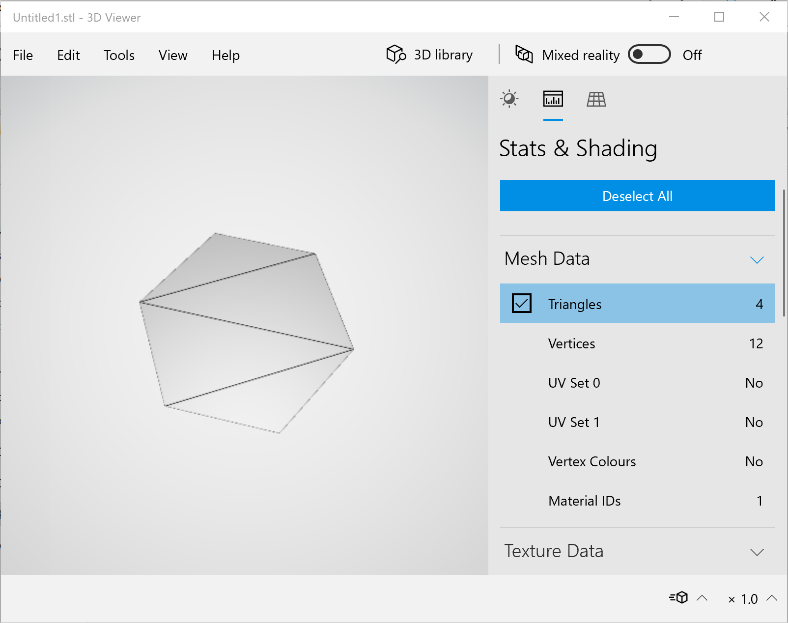 Untitled1.stl - 3D Viewer
File Edit Tools View Help 3D library Mixed reality Off
Stats & Shading
Deselect All
Mesh Data
Triangles 4
Vertices 12
UV Set 0 No
UV Set 1 No
Vertex Colours No
Material IDs 1
Texture Data
× 1.0